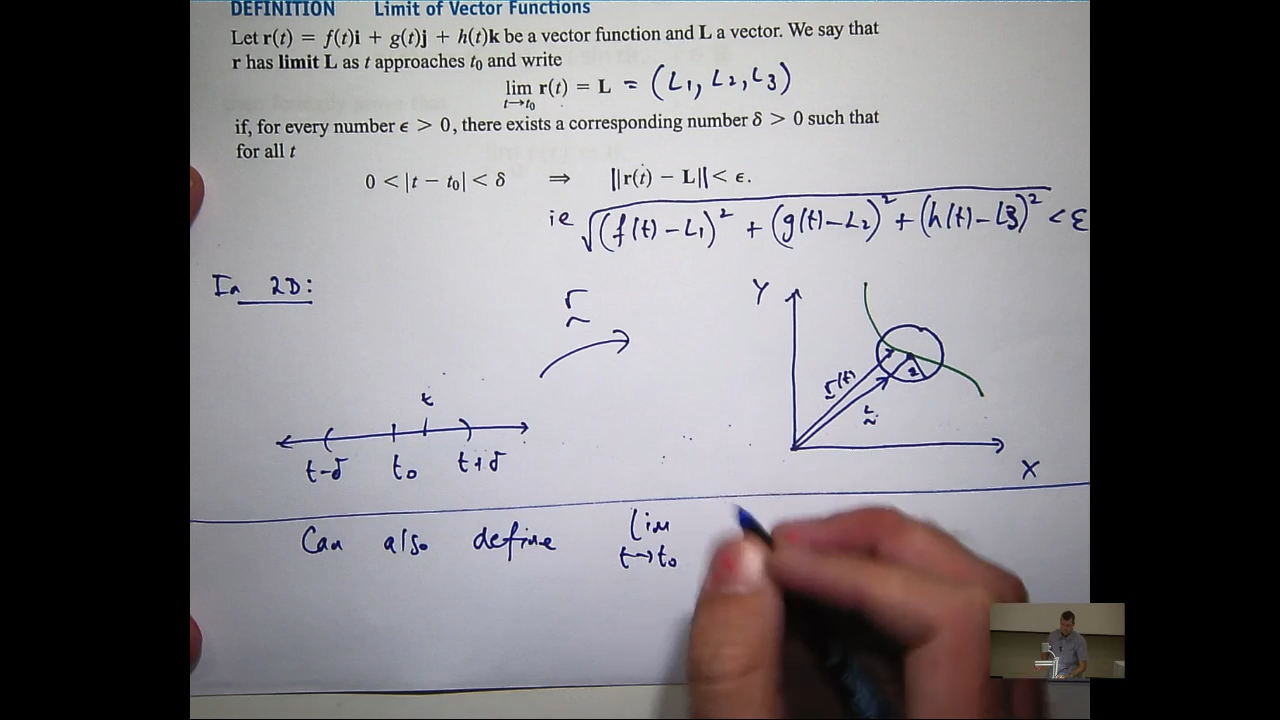 DEFINITION Limit of Vector Functions
Let r(t) = f(t)i + g(t)j + h(t)k be a vector function and L a vector. We say that
r has limit L as t approaches t₀ and write
lim r(t) = L = (L₁, L₂, L₃)
t→t₀
if, for every number ϵ > 0, there exists a corresponding number δ > 0 such that
for all t
0 < |t − t₀| < δ ⇒ ||r(t) − L|| < ϵ.
ie √(f(t) − L₁)² + (g(t) − L₂)² + (h(t) − L₃)² < ε
In 2D:
r
Y
t
r(t)
ε
L
t-δ t₀ t+δ
X
Can also define lim
t→t₀